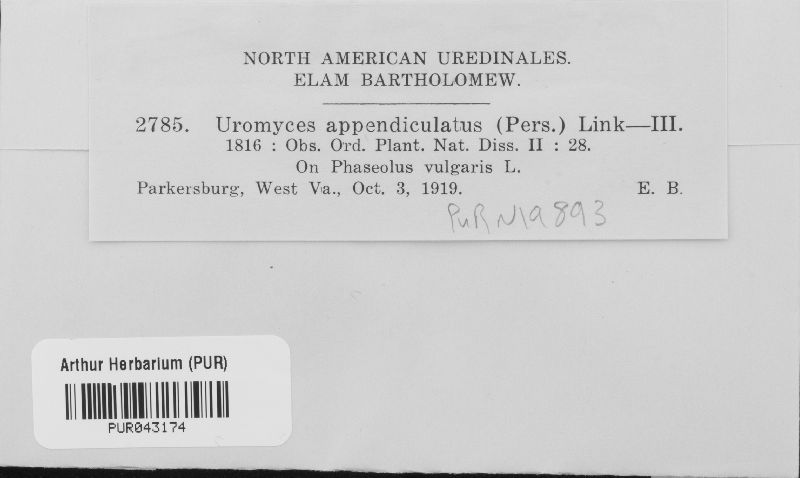 NORTH AMERICAN UREDINALES.
ELAM BARTHOLOMEW.
2785. Uromyces appendiculatus (Pers.) Link—III.
1816 : Obs. Ord. Plant. Nat. Diss. II : 28.
On Phaseolus vulgaris L.
Parkersburg, West Va., Oct. 3, 1919. E. B.
PUR N19893
Arthur Herbarium (PUR)
PUR043174